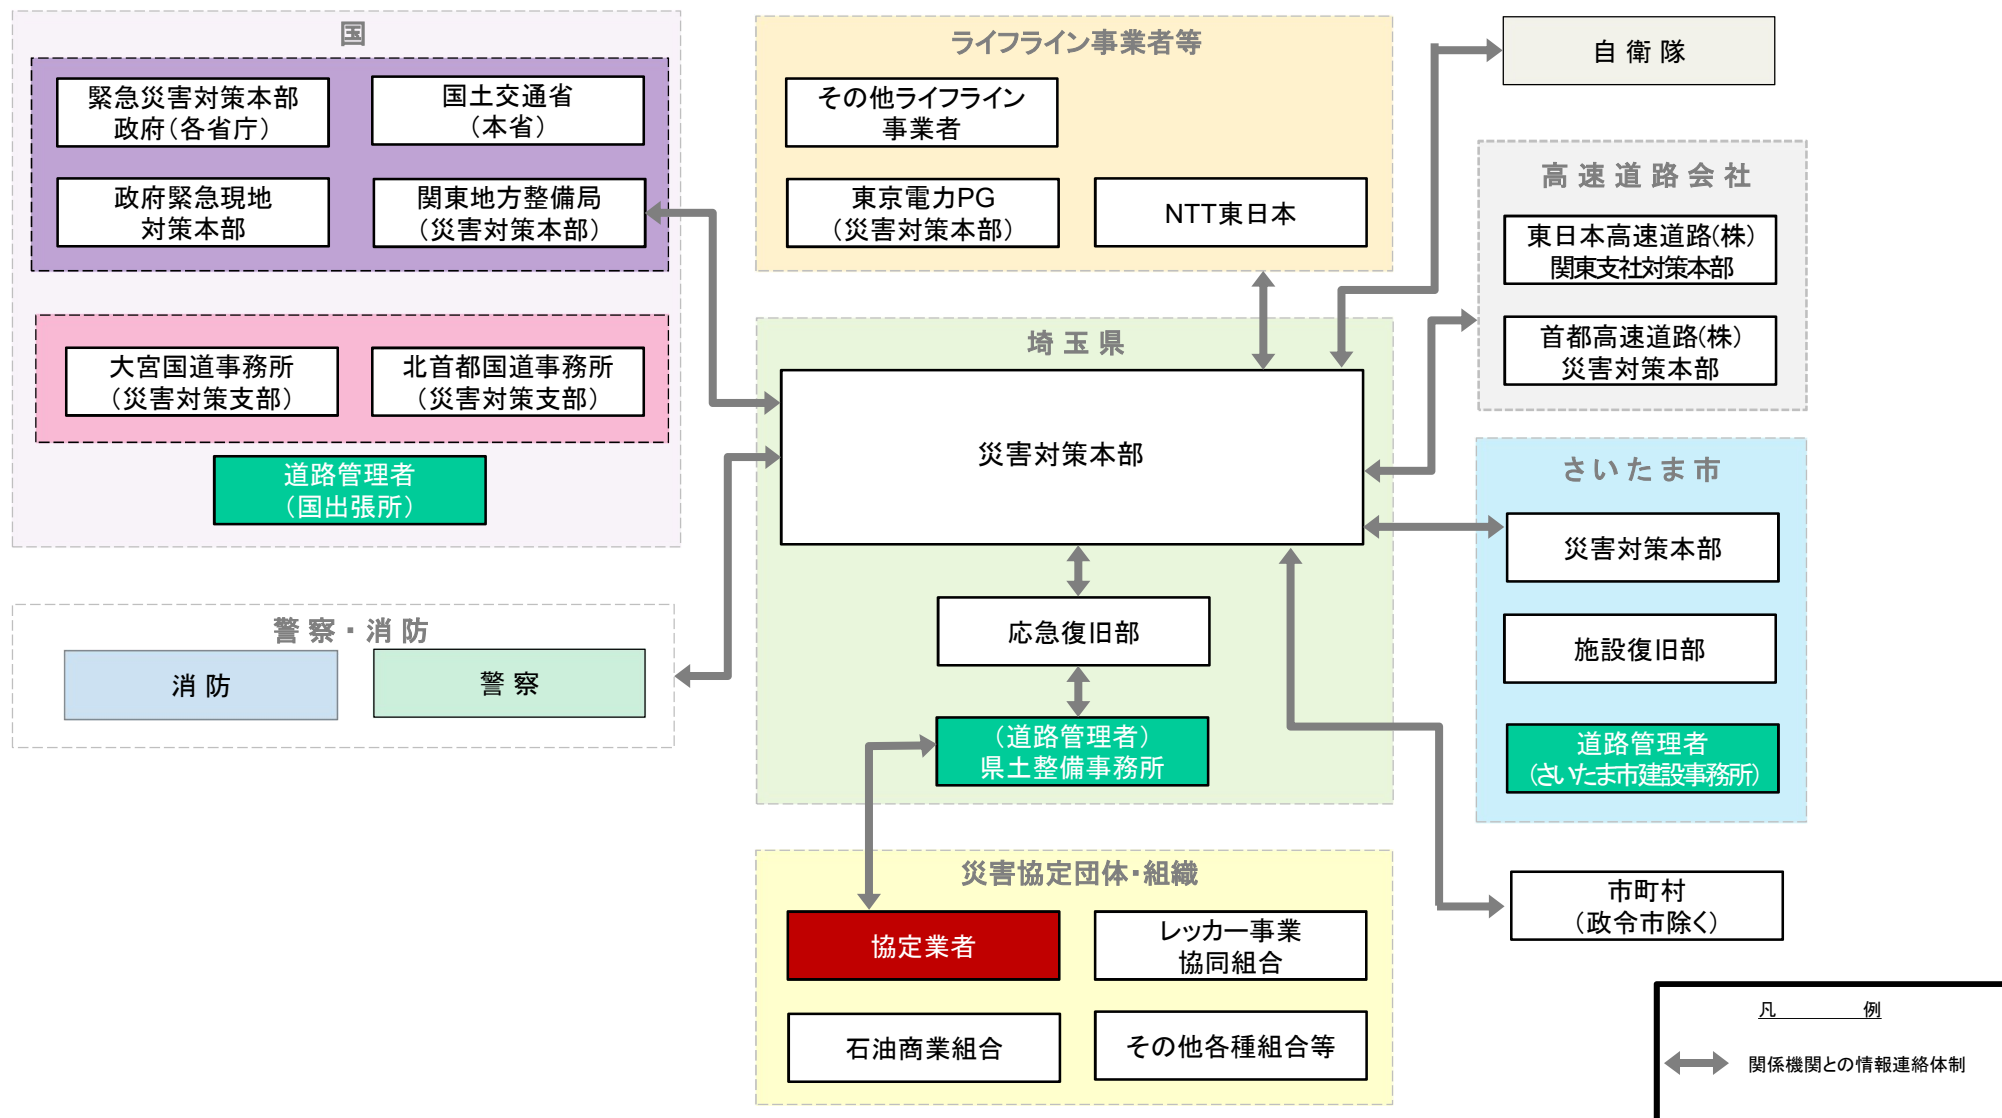 国
緊急災害対策本部
政府（各省庁）
国土交通省
（本省）
政府緊急現地
対策本部
関東地方整備局
（災害対策本部）
大宮国道事務所
（災害対策支部）
北首都国道事務所
（災害対策支部）
道路管理者
（国出張所）
警察・消防
消防
警察
ライフライン事業者等
その他ライフライン
事業者
東京電力PG
（災害対策本部）
NTT東日本
埼玉県
災害対策本部
応急復旧部
（道路管理者）
県土整備事務所
災害協定団体・組織
協定業者
レッカー事業
協同組合
石油商業組合
その他各種組合等
自衛隊
高速道路会社
東日本高速道路(株)
関東支社対策本部
首都高速道路(株)
災害対策本部
さいたま市
災害対策本部
施設復旧部
道路管理者
（さいたま市建設事務所）
市町村
（政令市除く）
凡　例
関係機関との情報連絡体制